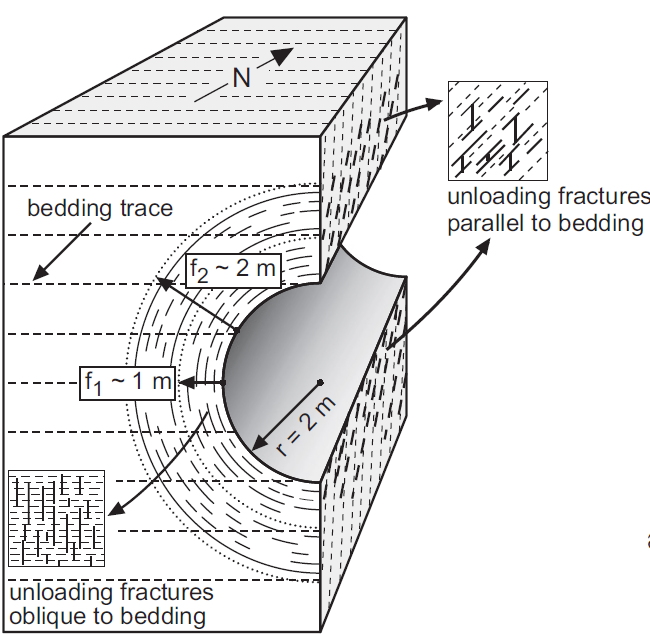 N
unloading fractures
parallel to bedding
bedding trace
f2 ~ 2 m
f1 ~ 1 m
r = 2 m
unloading fractures
oblique to bedding